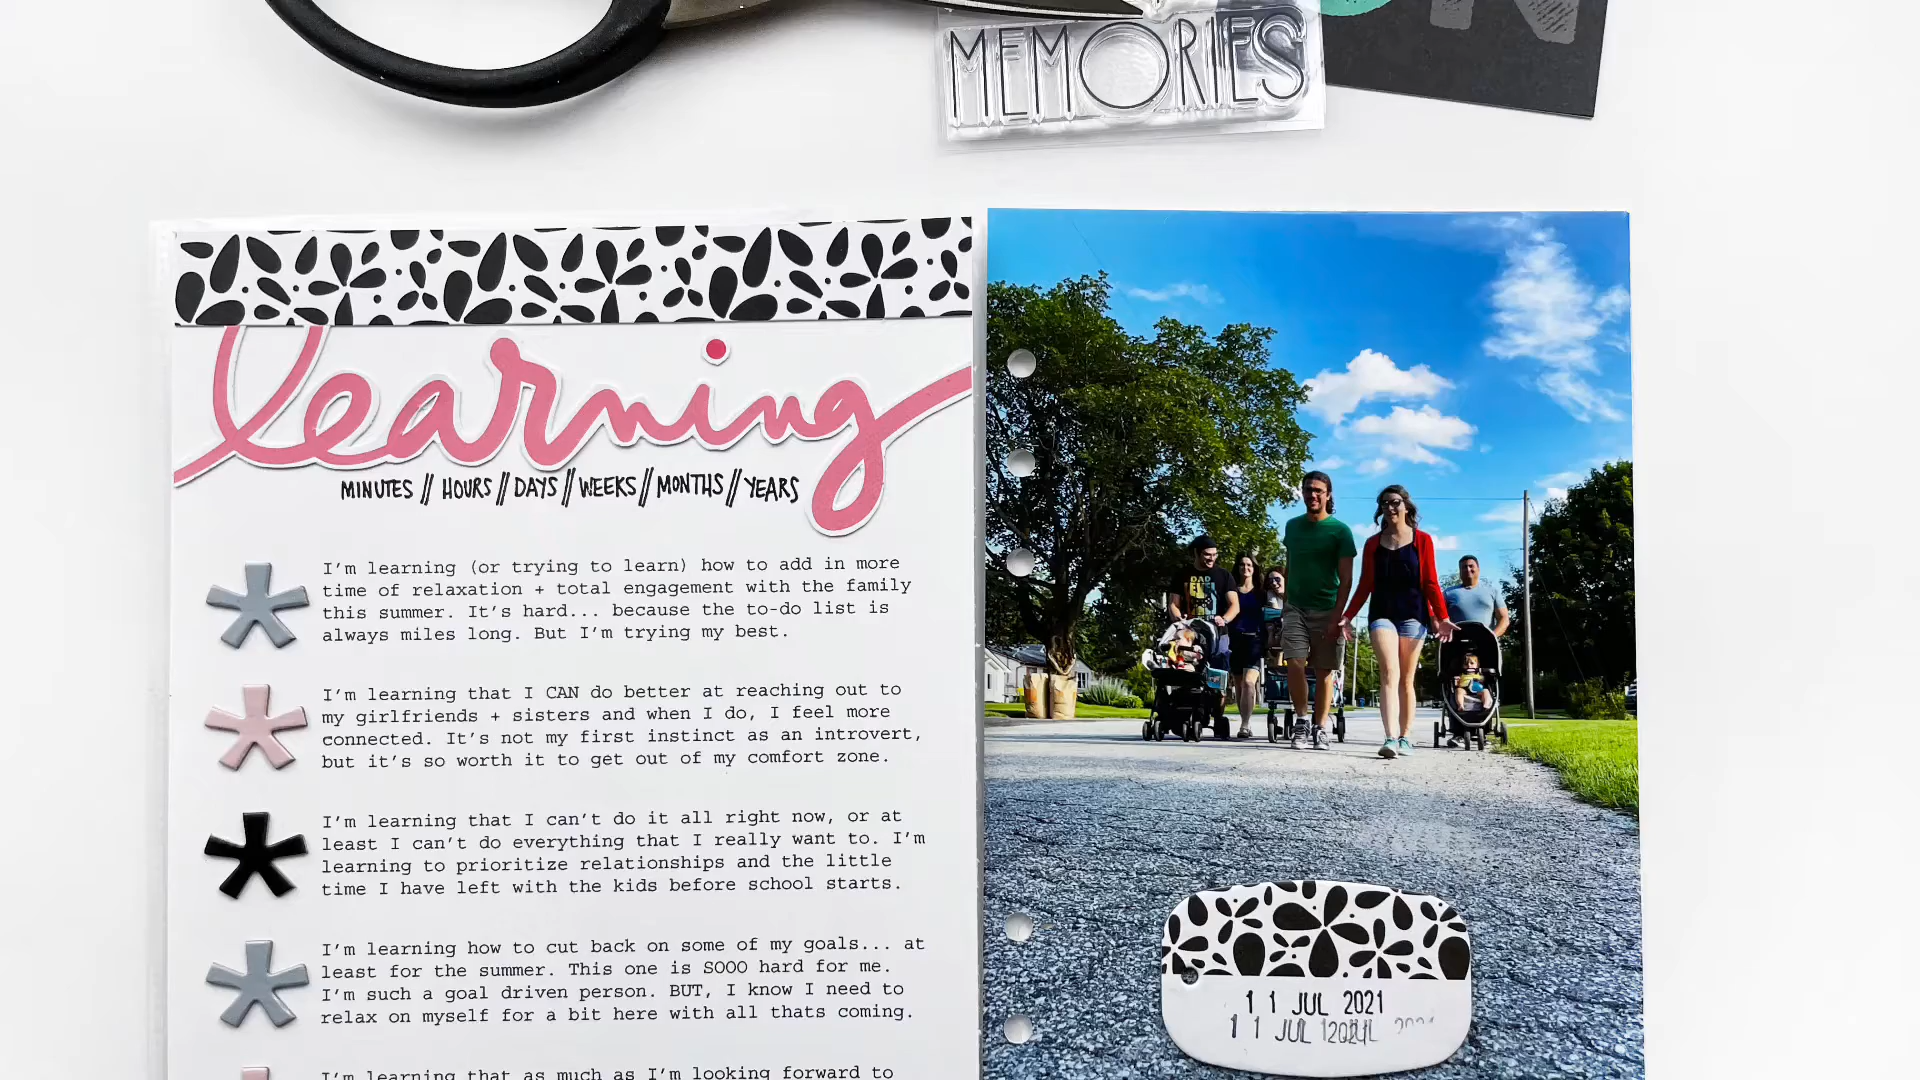 MEMORIES
learning
MINUTES // HOURS // DAYS // WEEKS // MONTHS // YEARS
I'm learning (or trying to learn) how to add in more
time of relaxation + total engagement with the family
this summer. It's hard... because the to-do list is
always miles long. But I'm trying my best.
I'm learning that I CAN do better at reaching out to
my girlfriends + sisters and when I do, I feel more
connected. It's not my first instinct as an introvert,
but it's so worth it to get out of my comfort zone.
I'm learning that I can't do it all right now, or at
least I can't do everything that I really want to. I'm
learning to prioritize relationships and the little
time I have left with the kids before school starts.
I'm learning how to cut back on some of my goals... at
least for the summer. This one is SOOO hard for me.
I'm such a goal driven person. BUT, I know I need to
relax on myself for a bit here with all thats coming.
I'm learning that as much as I'm looking forward to
DAD
11 JUL 2021
11 JUL